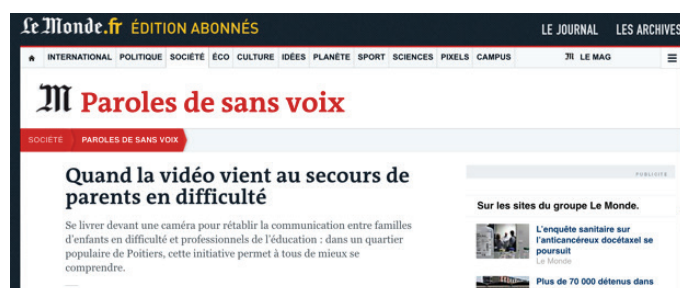 Le Monde.fr ÉDITION ABONNÉS
LE JOURNAL LES ARCHIVES
INTERNATIONAL POLITIQUE SOCIÉTÉ ÉCO CULTURE IDÉES PLANÈTE SPORT SCIENCES PIXELS CAMPUS M LE MAG
M Paroles de sans voix
SOCIÉTÉ PAROLES DE SANS VOIX
Quand la vidéo vient au secours de
parents en difficulté
Se livrer devant une caméra pour rétablir la communication entre familles
d'enfants en difficulté et professionnels de l'éducation : dans un quartier
populaire de Poitiers, cette initiative permet à tous de mieux se
comprendre.
PUBLICITÉ
Sur les sites du groupe Le Monde.
L'enquête sanitaire sur
l'anticancéreux docétaxel se
poursuit
Le Monde
Plus de 70 000 détenus dans